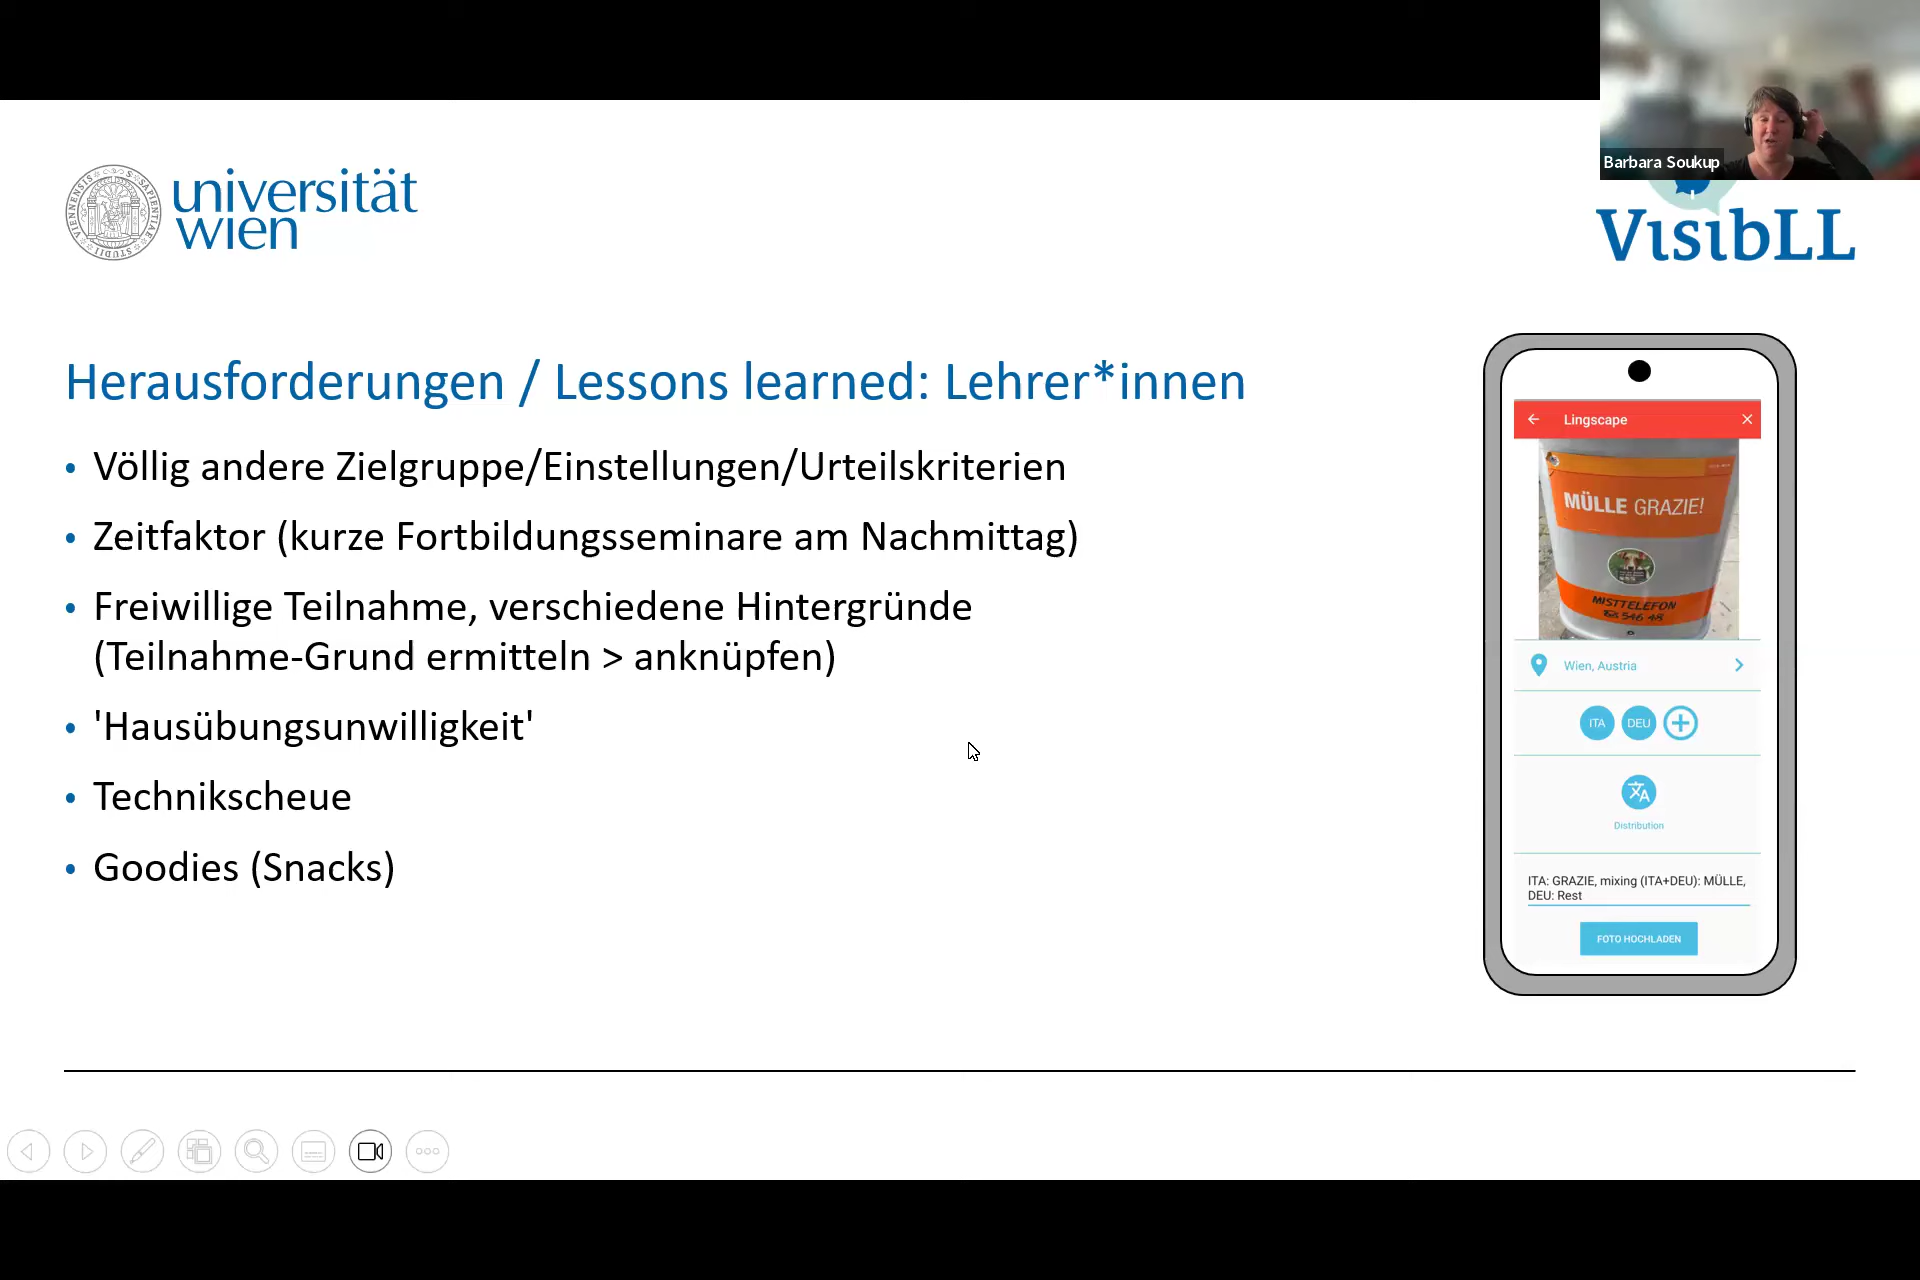 Barbara Soukup
universität
wien
VisibLL
Herausforderungen / Lessons learned: Lehrer*innen
• Völlig andere Zielgruppe/Einstellungen/Urteilskriterien
• Zeitfaktor (kurze Fortbildungsseminare am Nachmittag)
• Freiwillige Teilnahme, verschiedene Hintergründe
(Teilnahme-Grund ermitteln > anknüpfen)
• 'Hausübungsunwilligkeit'
• Technikscheue
• Goodies (Snacks)
Lingscape
MÜLLE GRAZIE!
MISTTELEFON
546 48
Wien, Austria
ITA DEU
Distribution
ITA: GRAZIE, mixing (ITA+DEU): MÜLLE,
DEU: Rest
FOTO HOCHLADEN